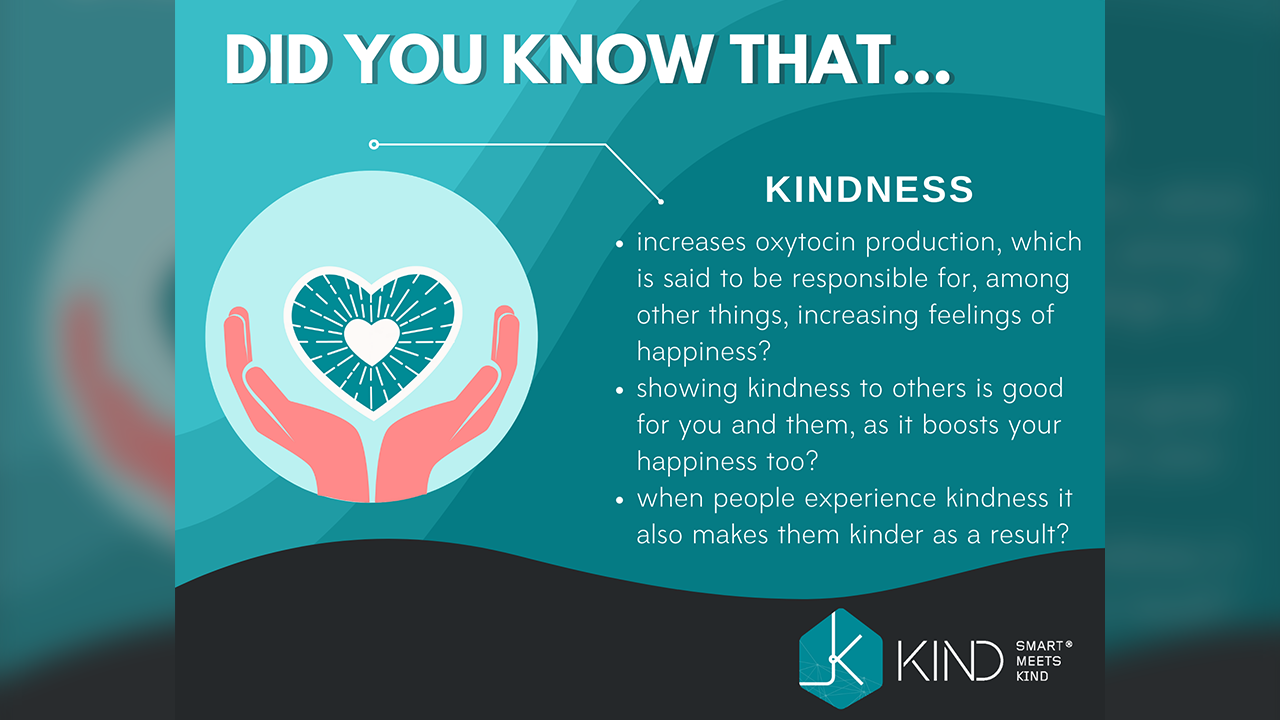 DID YOU KNOW THAT...
KINDNESS
• increases oxytocin production, which
is said to be responsible for, among
other things, increasing feelings of
happiness?
• showing kindness to others is good
for you and them, as it boosts your
happiness too?
• when people experience kindness it
also makes them kinder as a result?
K
KIND
SMART®
MEETS
KIND